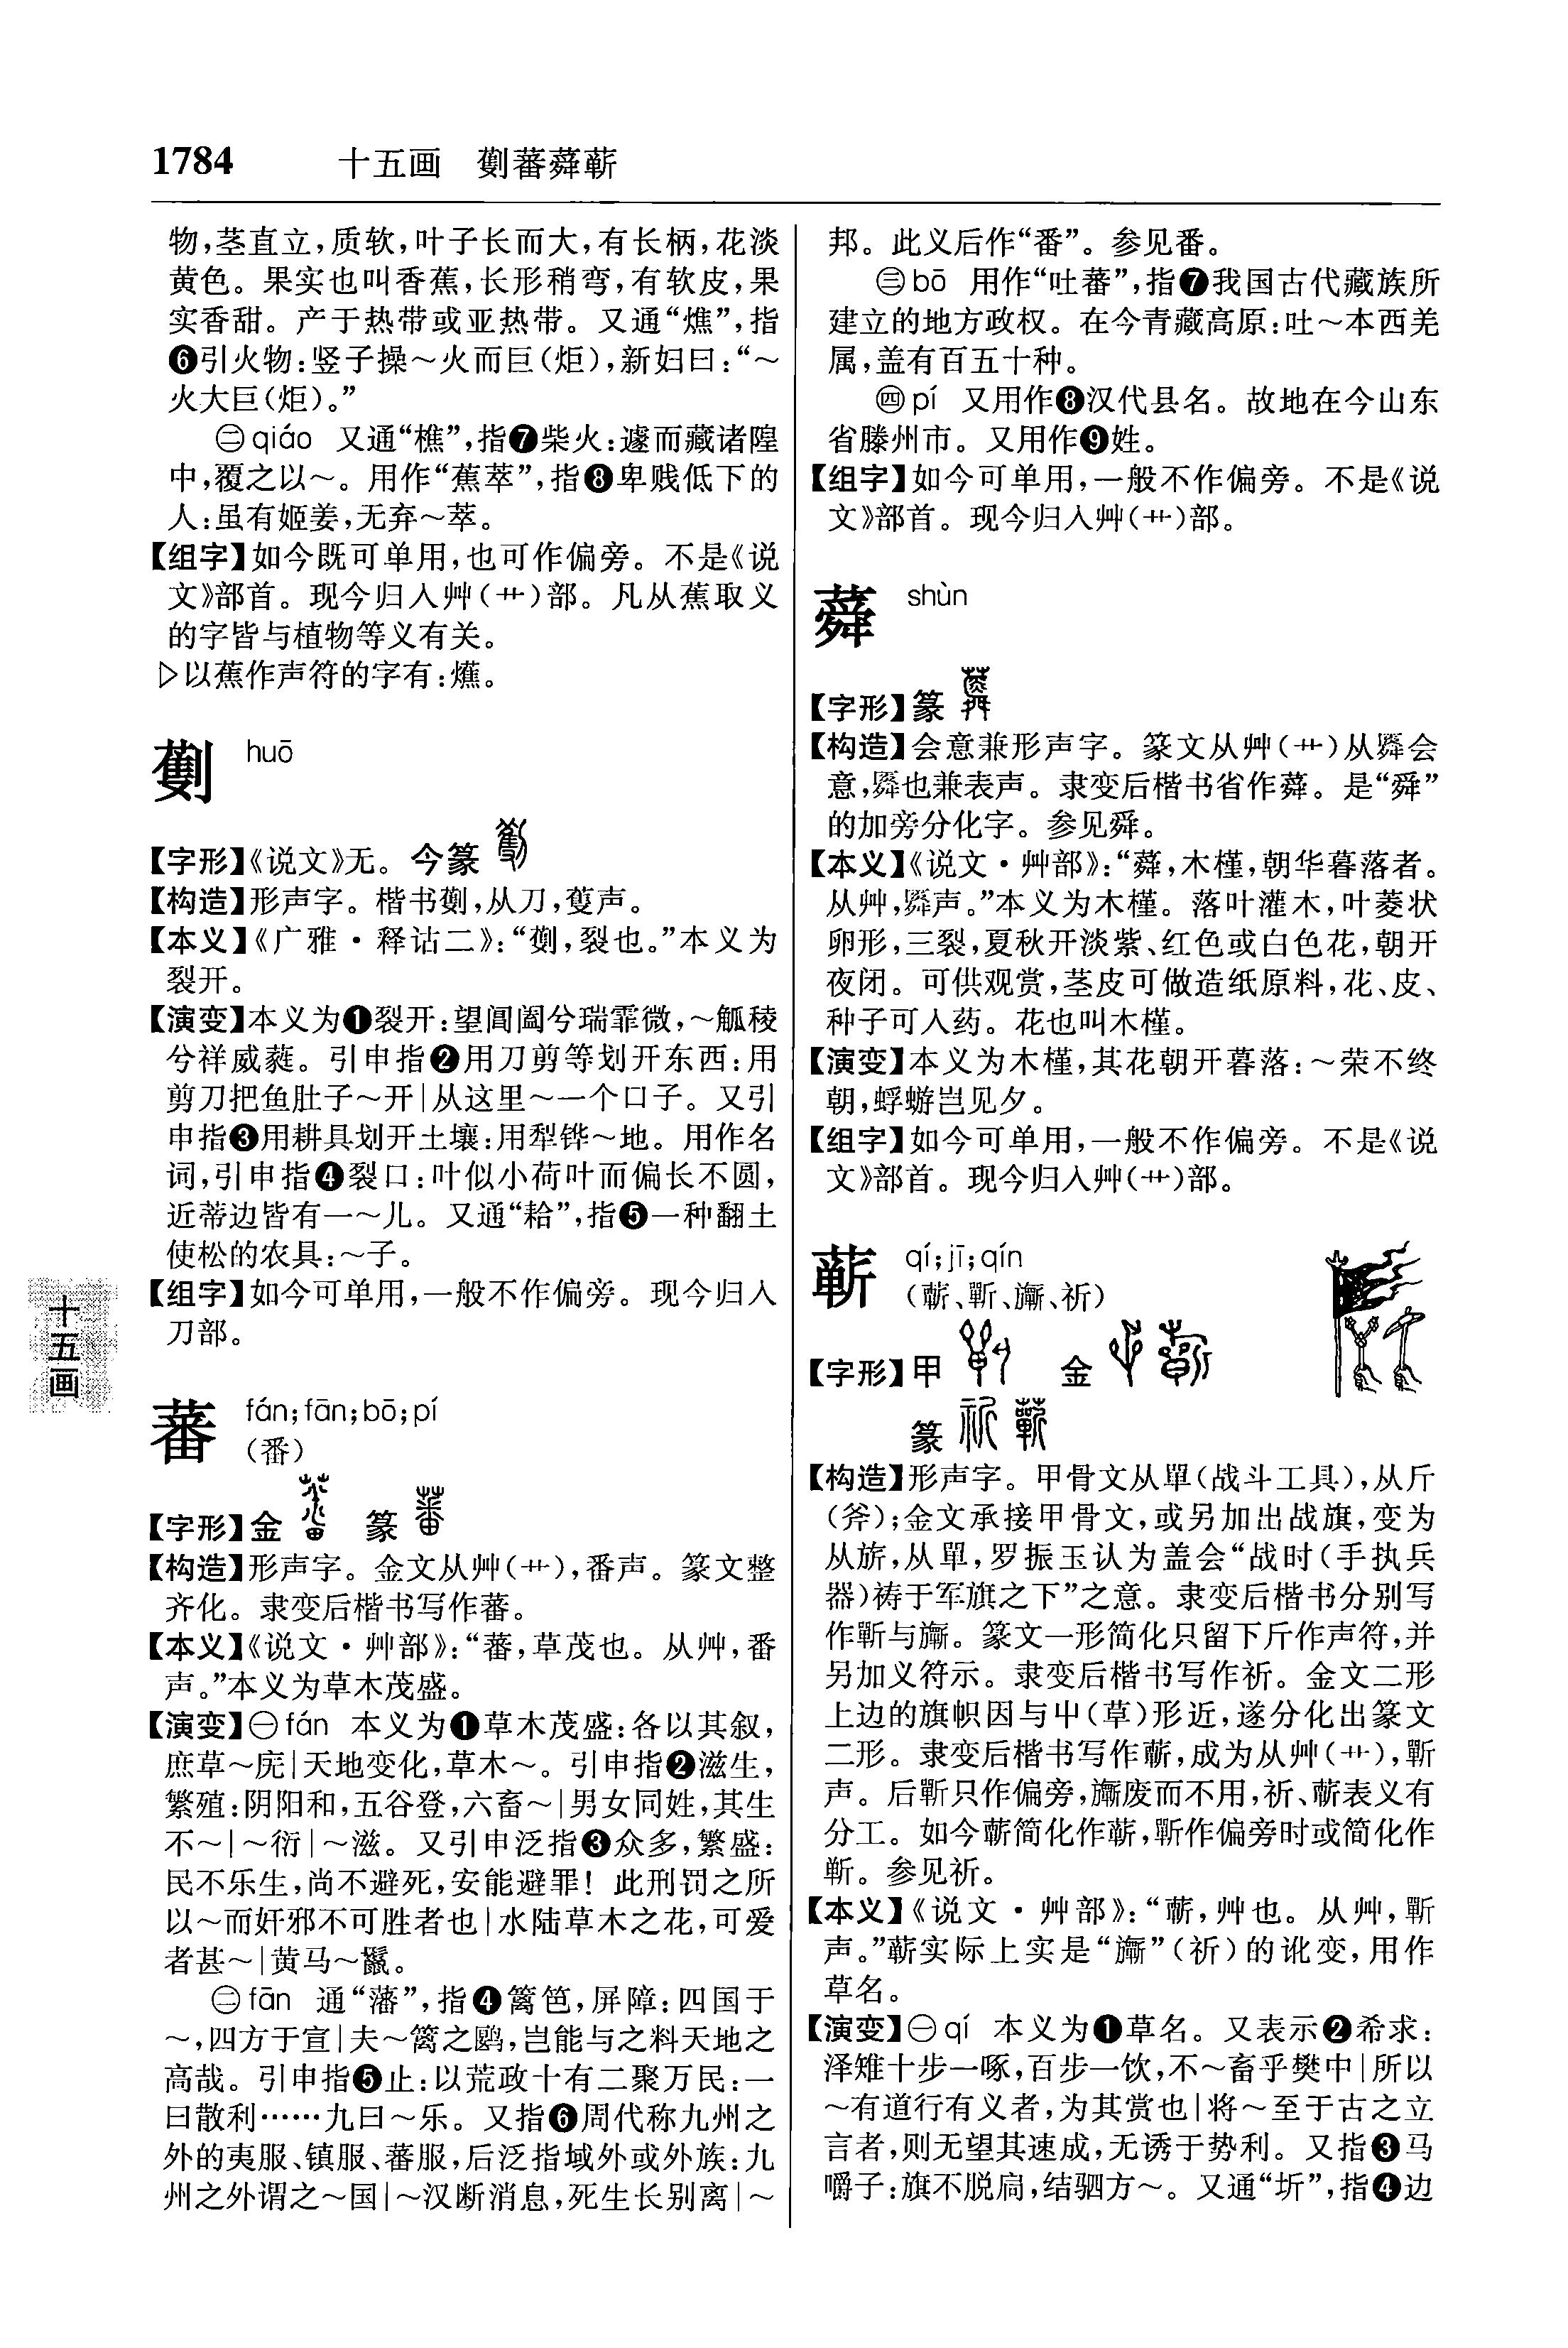 1784 十五画 劐蕃蕣蕲
物,茎直立,质软,叶子长而大,有长柄,花淡
黄色。果实也叫香蕉,长形稍弯,有软皮,果
实香甜。产于热带或亚热带。又通“燋”,指
❻引火物:竖子操～火而巨(炬),新妇曰:“～
火大巨(炬)。”
㊁qiáo 又通“樵”,指❼柴火:遽而藏诸隍
中,覆之以～。用作“蕉萃”,指❽卑贱低下的
人:虽有姬姜,无弃～萃。
【组字】如今既可单用,也可作偏旁。不是《说
文》部首。现今归入艸(艹)部。凡从蕉取义
的字皆与植物等义有关。
▷以蕉作声符的字有:蘸。
劐 huō
【字形】《说文》无。今篆
【构造】形声字。楷书劐,从刀,蒦声。
【本义】《广雅·释诂二》:“劐,裂也。”本义为
裂开。
【演变】本义为❶裂开:望阊阖兮瑞霏微,～觚稜
兮祥威蕤。引申指❷用刀剪等划开东西:用
剪刀把鱼肚子～开|从这里～一个口子。又引
申指❸用耕具划开土壤:用犁铧～地。用作名
词,引申指❹裂口:叶似小荷叶而偏长不圆,
近蒂边皆有一～儿。又通“耠”,指❺一种翻土
使松的农具:～子。
【组字】如今可单用,一般不作偏旁。现今归入
刀部。
蕃 fán;fān;bō;pí
(番)
【字形】金 篆
【构造】形声字。金文从艸(艹),番声。篆文整
齐化。隶变后楷书写作蕃。
【本义】《说文·艸部》:“蕃,草茂也。从艸,番
声。”本义为草木茂盛。
【演变】㊀fán 本义为❶草木茂盛:各以其叙,
庶草～庑|天地变化,草木～。引申指❷滋生,
繁殖:阴阳和,五谷登,六畜～|男女同姓,其生
不～|～衍|～滋。又引申泛指❸众多,繁盛:
民不乐生,尚不避死,安能避罪！此刑罚之所
以～而奸邪不可胜者也|水陆草木之花,可爱
者甚～|黄马～鬣。
㊁fān 通“藩”,指❹篱笆,屏障:四国于
～,四方于宣|夫～篱之鷃,岂能与之料天地之
高哉。引申指❺止:以荒政十有二聚万民:一
曰散利……九曰～乐。又指❻周代称九州之
外的夷服、镇服、蕃服,后泛指域外或外族:九
州之外谓之～国|～汉断消息,死生长别离|～
邦。此义后作“番”。参见番。
㊂bō 用作“吐蕃”,指❼我国古代藏族所
建立的地方政权。在今青藏高原:吐～本西羌
属,盖有百五十种。
㊃pí 又用作❽汉代县名。故地在今山东
省滕州市。又用作❾姓。
【组字】如今可单用,一般不作偏旁。不是《说
文》部首。现今归入艸(艹)部。
蕣 shùn
【字形】篆
【构造】会意兼形声字。篆文从艸(艹)从䑞会
意,䑞也兼表声。隶变后楷书省作蕣。是“舜”
的加旁分化字。参见舜。
【本义】《说文·艸部》:“蕣,木槿,朝华暮落者。
从艸,䑞声。”本义为木槿。落叶灌木,叶菱状
卵形,三裂,夏秋开淡紫、红色或白色花,朝开
夜闭。可供观赏,茎皮可做造纸原料,花、皮、
种子可入药。花也叫木槿。
【演变】本义为木槿,其花朝开暮落:～荣不终
朝,蜉蝣岂见夕。
【组字】如今可单用,一般不作偏旁。不是《说
文》部首。现今归入艸(艹)部。
蕲 qí;jī;qín
(蘄、斸、旂、祈)
【字形】甲 金
篆
【构造】形声字。甲骨文从單(战斗工具),从斤
(斧);金文承接甲骨文,或另加出战旗,变为
从旂,从單,罗振玉认为盖会“战时(手执兵
器)祷于军旗之下”之意。隶变后楷书分别写
作与。篆文一形简化只留下斤作声符,并
另加义符示。隶变后楷书写作祈。金文二形
上边的旗帜因与屮(草)形近,遂分化出篆文
二形。隶变后楷书写作蘄,成为从艸(艹),
声。后只作偏旁,废而不用,祈、蘄表义有
分工。如今蘄简化作蕲,作偏旁时或简化作
。参见祈。
【本义】《说文·艸部》:“蘄,艸也。从艸,
声。”蕲实际上实是“”(祈)的讹变,用作
草名。
【演变】㊀qí 本义为❶草名。又表示❷希求:
泽雉十步一啄,百步一饮,不～畜乎樊中|所以
～有道行有义者,为其赏也|将～至于古之立
言者,则无望其速成,无诱于势利。又指❸马
嚼子:旗不脱扃,结驷方～。又通“圻”,指❹边
十五画